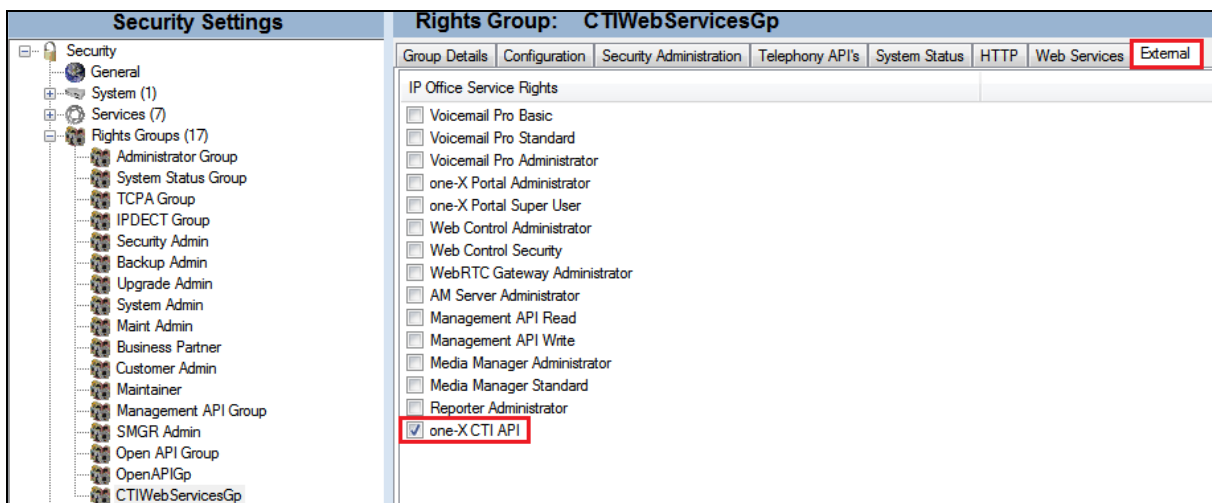 Security Settings
Security
General
System (1)
Services (7)
Rights Groups (17)
Administrator Group
System Status Group
TCPA Group
IPDECT Group
Security Admin
Backup Admin
Upgrade Admin
System Admin
Maint Admin
Business Partner
Customer Admin
Maintainer
Management API Group
SMGR Admin
Open API Group
OpenAPIGp
CTIWebServicesGp
Rights Group: CTIWebServicesGp
Group Details Configuration Security Administration Telephony API's System Status HTTP Web Services External
IP Office Service Rights
Voicemail Pro Basic
Voicemail Pro Standard
Voicemail Pro Administrator
one-X Portal Administrator
one-X Portal Super User
Web Control Administrator
Web Control Security
WebRTC Gateway Administrator
AM Server Administrator
Management API Read
Management API Write
Media Manager Administrator
Media Manager Standard
Reporter Administrator
one-X CTI API